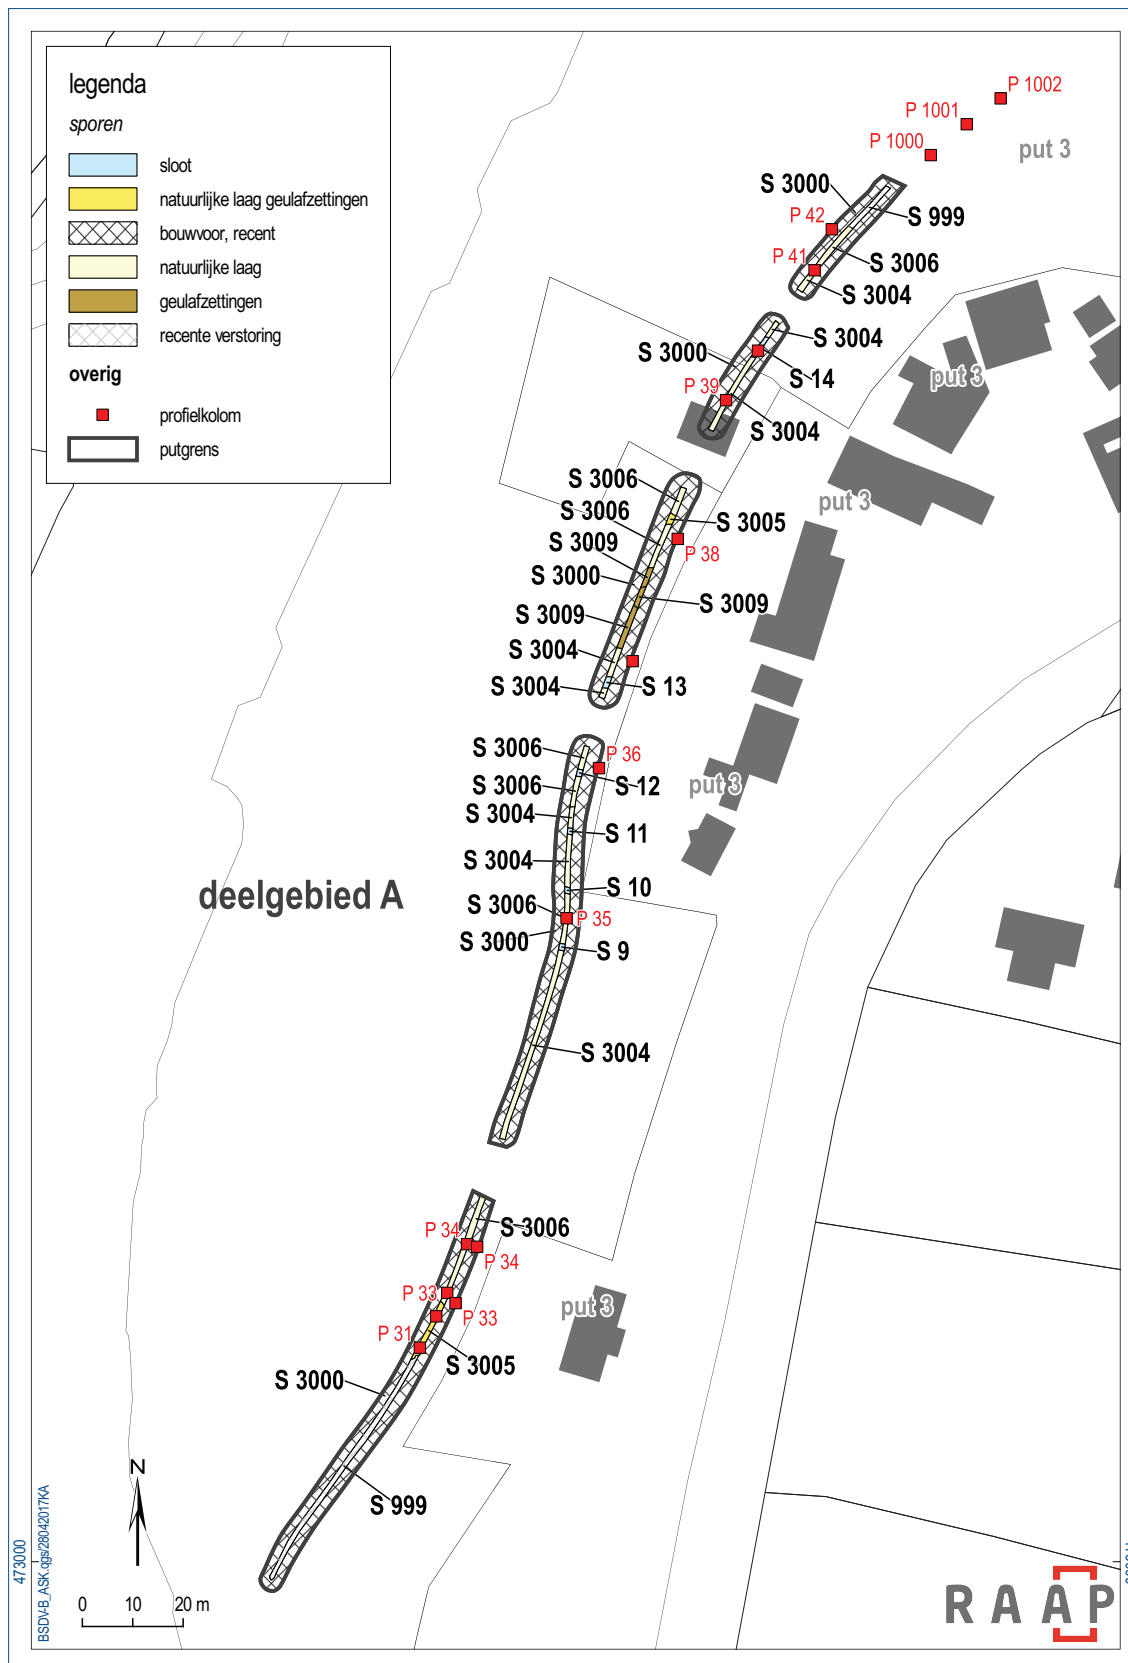 legenda
sporen
sloot
natuurlijke laag geulafzettingen
bouwvoor, recent
natuurlijke laag
geulafzettingen
recente verstoring
overig
profielkolom
putgrens
P 1002
P 1001
P 1000
put 3
S 3000
S 999
P 42
P 41
S 3006
S 3004
S 3004
S 3000
S 14
P 39
S 3004
put 3
S 3006
S 3006
S 3005
put 3
S 3009
P 38
S 3000
S 3009
S 3009
S 3004
S 3004
S 13
S 3006
P 36
S 3006
S 12
put 3
S 3004
S 11
S 3004
S 10
deelgebied A
S 3006
P 35
S 3000
S 9
S 3004
S 3006
P 34
P 34
P 33
P 33
put 3
P 31
S 3005
S 3000
S 999
N
0 10 20 m
473000
BSDV-B_ASK.qgs/28042017KA
RAAP